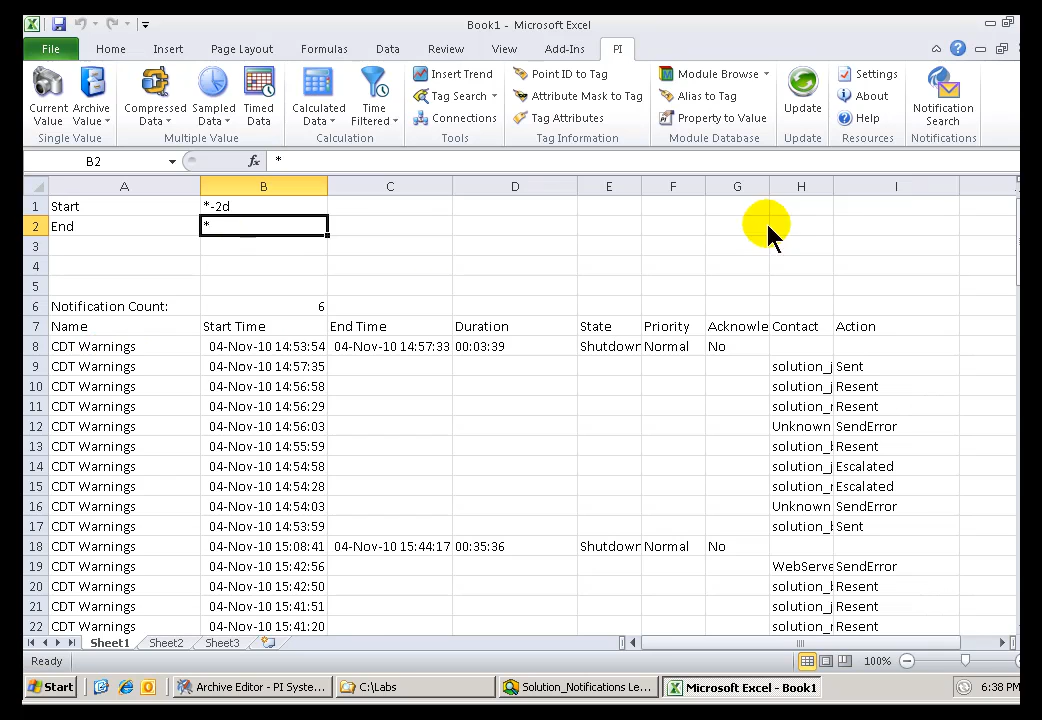 Book1 - Microsoft Excel
File Home Insert Page Layout Formulas Data Review View Add-Ins PI
Current Value Archive Value Compressed Data Sampled Data Timed Data Calculated Data Time Filtered Insert Trend Tag Search Connections Point ID to Tag Attribute Mask to Tag Tag Attributes Module Browse Alias to Tag Property to Value Update Settings About Help Notification Search
Single Value Multiple Value Calculation Tools Tag Information Module Database Update Resources Notifications
B2 fx *
A B C D E F G H I
1 Start *-2d
2 End *
3
4
5
6 Notification Count: 6
7 Name Start Time End Time Duration State Priority Acknowle Contact Action
8 CDT Warnings 04-Nov-10 14:53:54 04-Nov-10 14:57:33 00:03:39 Shutdown Normal No
9 CDT Warnings 04-Nov-10 14:57:35 solution_j Sent
10 CDT Warnings 04-Nov-10 14:56:58 solution_j Resent
11 CDT Warnings 04-Nov-10 14:56:29 solution_r Resent
12 CDT Warnings 04-Nov-10 14:56:03 Unknown SendError
13 CDT Warnings 04-Nov-10 14:55:59 solution_b Resent
14 CDT Warnings 04-Nov-10 14:54:58 solution_j Escalated
15 CDT Warnings 04-Nov-10 14:54:28 solution_r Escalated
16 CDT Warnings 04-Nov-10 14:54:03 Unknown SendError
17 CDT Warnings 04-Nov-10 14:53:59 solution_b Sent
18 CDT Warnings 04-Nov-10 15:08:41 04-Nov-10 15:44:17 00:35:36 Shutdown Normal No
19 CDT Warnings 04-Nov-10 15:42:56 WebServe SendError
20 CDT Warnings 04-Nov-10 15:42:50 solution_b Resent
21 CDT Warnings 04-Nov-10 15:41:51 solution_j Resent
22 CDT Warnings 04-Nov-10 15:41:20 solution_r Resent
Sheet1 Sheet2 Sheet3
Ready 100%
Start Archive Editor - PI Syste... C:\Labs Solution_Notifications Le... Microsoft Excel - Book1 6:38 PM